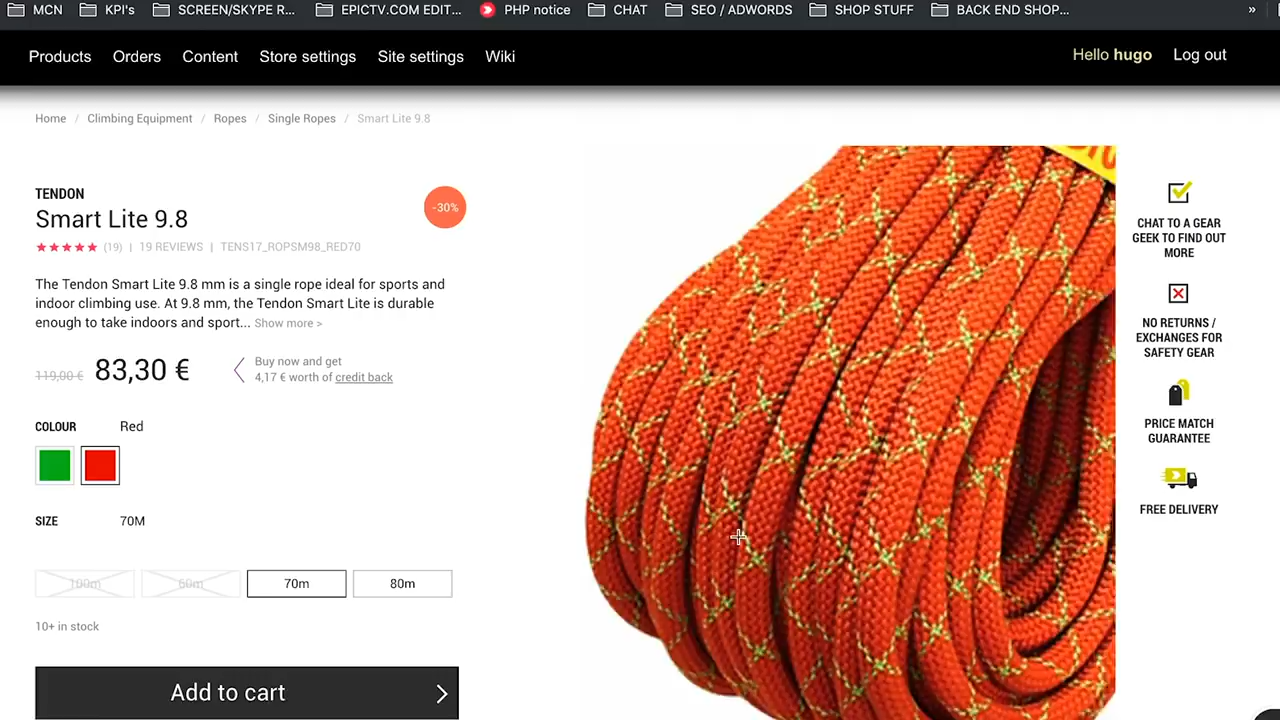 MCN KPI's SCREEN/SKYPE R... EPICTV.COM EDIT... PHP notice CHAT SEO / ADWORDS SHOP STUFF BACK END SHOP... »
Products Orders Content Store settings Site settings Wiki Hello hugo Log out
Home / Climbing Equipment / Ropes / Single Ropes / Smart Lite 9.8
TENDON
Smart Lite 9.8
-30%
(19) | 19 REVIEWS | TENS17_ROPSM98_RED70
The Tendon Smart Lite 9.8 mm is a single rope ideal for sports and
indoor climbing use. At 9.8 mm, the Tendon Smart Lite is durable
enough to take indoors and sport... Show more >
119,00 € 83,30 €
Buy now and get
4,17 € worth of credit back
COLOUR Red
SIZE 70M
100m 60m 70m 80m
10+ in stock
Add to cart
CHAT TO A GEAR
GEEK TO FIND OUT
MORE
NO RETURNS /
EXCHANGES FOR
SAFETY GEAR
PRICE MATCH
GUARANTEE
FREE DELIVERY